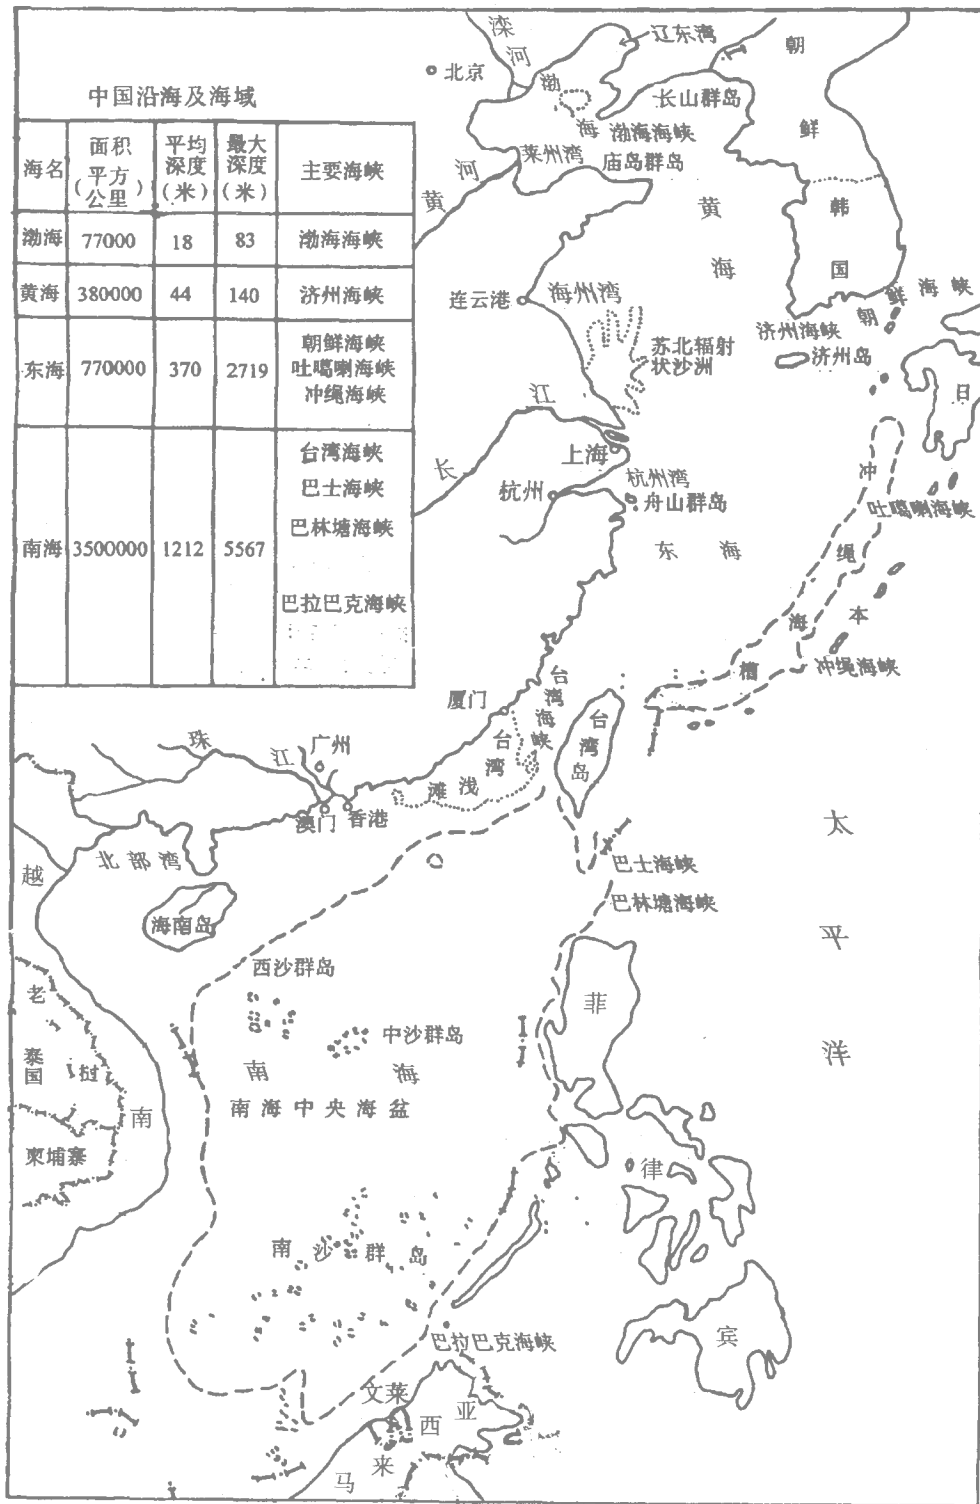 中国沿海及海域
海名 面积(平方公里) 平均深度(米) 最大深度(米) 主要海峡
渤海 77000 18 83 渤海海峡
黄海 380000 44 140 济州海峡
东海 770000 370 2719 朝鲜海峡
吐噶喇海峡
冲绳海峡
南海 3500000 1212 5567 台湾海峡
巴士海峡
巴林塘海峡
巴拉巴克海峡
滦河
辽东湾
朝鲜
北京
渤海
长山群岛
渤海海峡
莱州湾
庙岛群岛
黄河
黄海
韩国
朝鲜海峡
连云港
海州湾
济州海峡
济州岛
苏北辐射
状沙洲
日本
长江
上海
杭州湾
杭州
舟山群岛
冲绳海槽
吐噶喇海峡
东海
冲绳海峡
厦门
台湾海峡
台湾岛
珠江
广州
台湾浅滩
澳门
香港
太平洋
越南
北部湾
巴士海峡
海南岛
巴林塘海峡
西沙群岛
老挝
菲律宾
中沙群岛
泰国
南海
南海中央海盆
柬埔寨
南沙群岛
巴拉巴克海峡
文莱
马来西亚